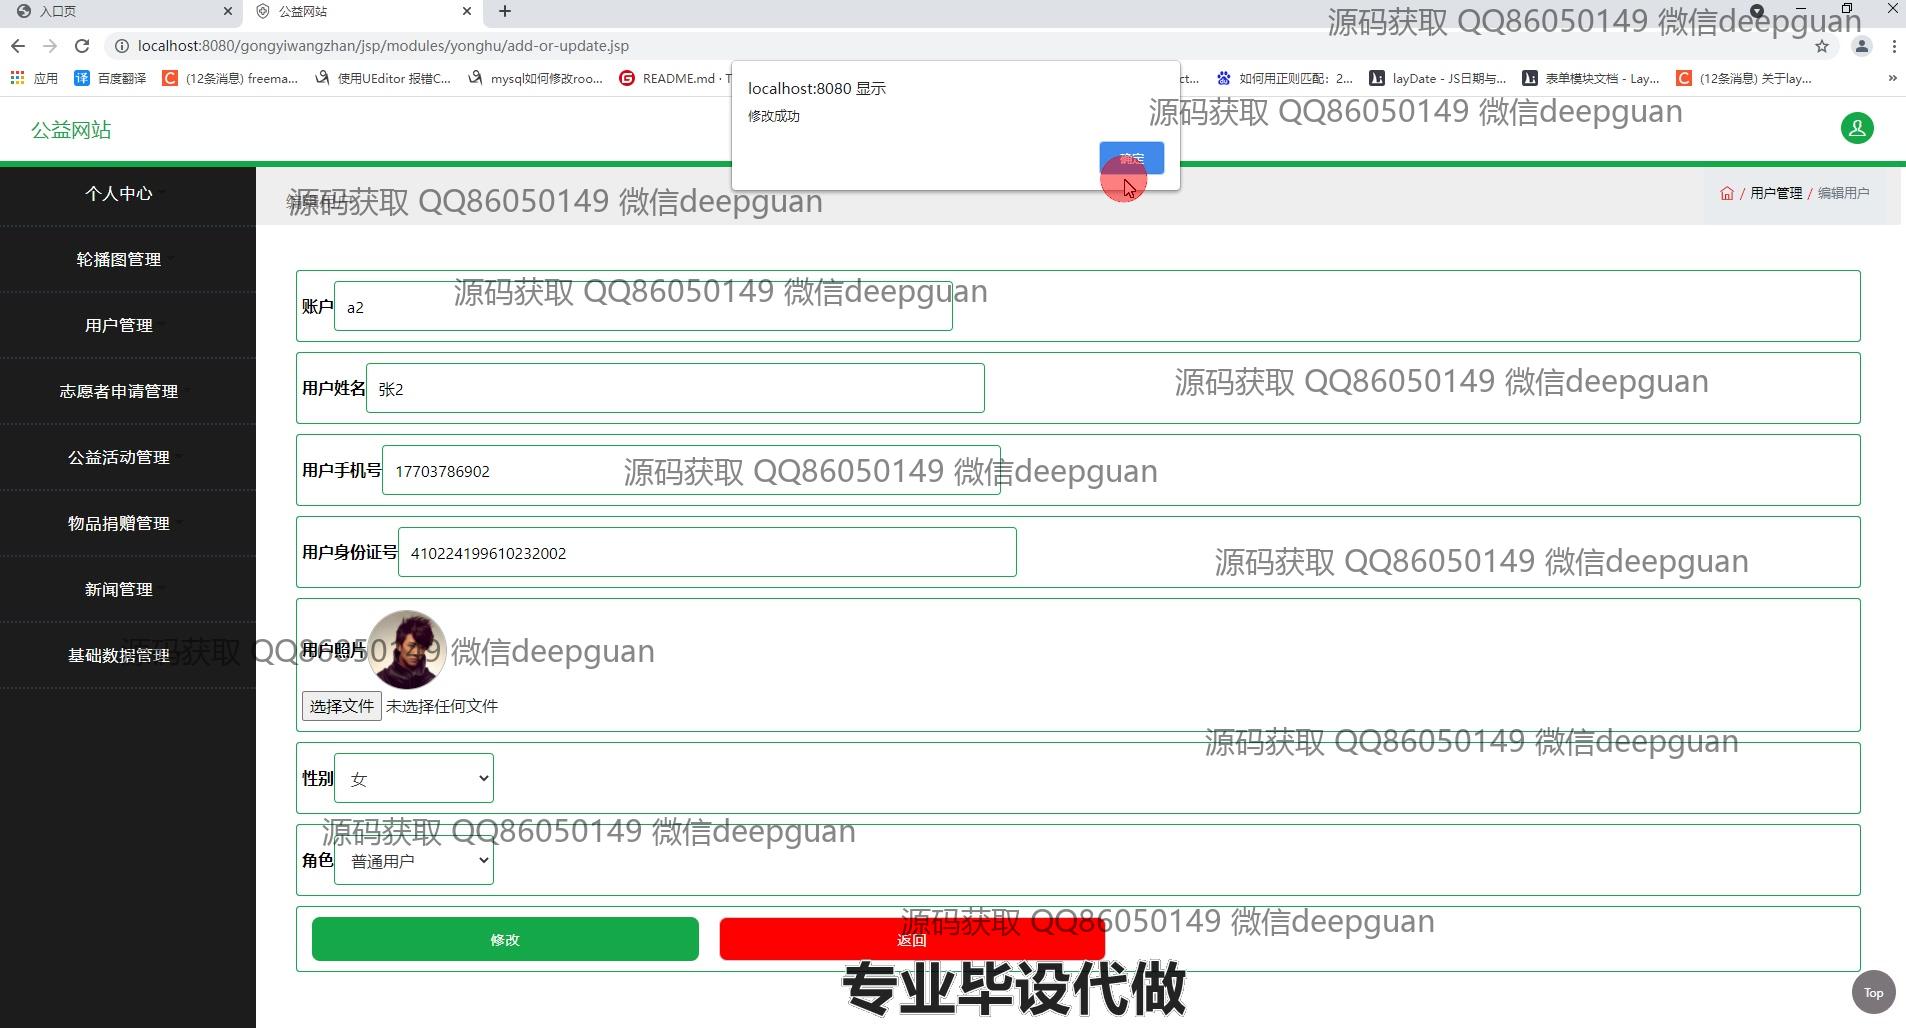 入口页
公益网站
localhost:8080/gongyiwangzhan/jsp/modules/yonghu/add-or-update.jsp
源码获取 QQ86050149 微信deepguan
应用
百度翻译
(12条消息) freema...
使用UEditor 报错C...
mysql如何修改roo...
README.md · T
ct...
如何用正则匹配：2...
layDate - JS日期与...
表单模块文档 - Lay...
(12条消息) 关于lay...
localhost:8080 显示
修改成功
确定
源码获取 QQ86050149 微信deepguan
公益网站
个人中心
源码获取 QQ86050149 微信deepguan
/ 用户管理 / 编辑用户
轮播图管理
用户管理
志愿者申请管理
公益活动管理
物品捐赠管理
新闻管理
基础数据管理
源码获取 QQ86050149 微信deepguan
账户 a2
用户姓名 张2
源码获取 QQ86050149 微信deepguan
用户手机号 17703786902
源码获取 QQ86050149 微信deepguan
用户身份证号 410224199610232002
源码获取 QQ86050149 微信deepguan
用户照片
源码获取 QQ86050149 微信deepguan
选择文件 未选择任何文件
源码获取 QQ86050149 微信deepguan
性别 女
源码获取 QQ86050149 微信deepguan
角色 普通用户
源码获取 QQ86050149 微信deepguan
修改
返回
专业毕设代做
Top